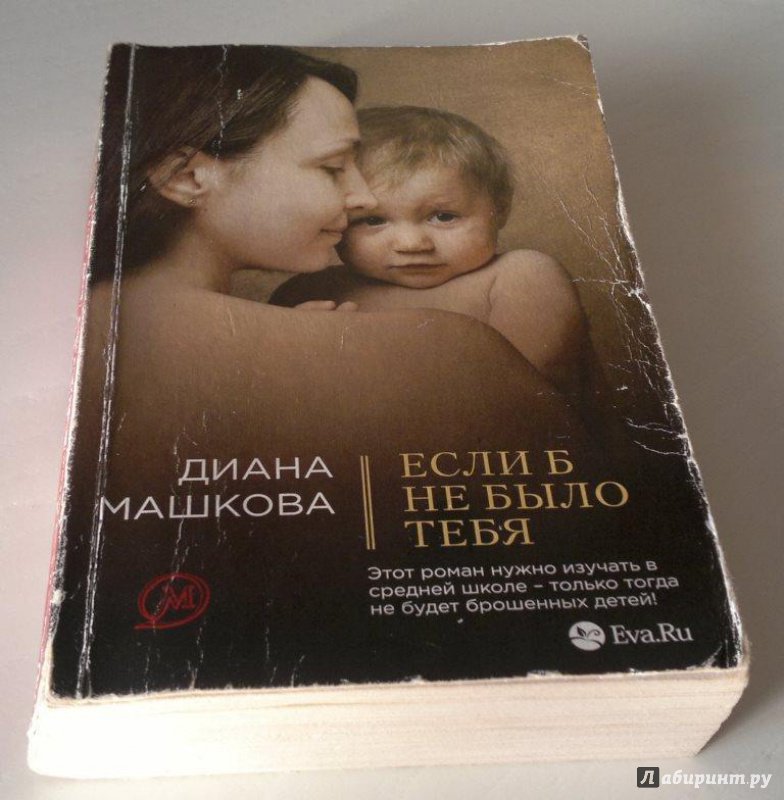 ДИАНА
МАШКОВА
ЕСЛИ Б
НЕ БЫЛО
ТЕБЯ
Этот роман нужно изучать в
средней школе – только тогда
не будет брошенных детей!
Eva.Ru
ДМ
Лабиринт.ру